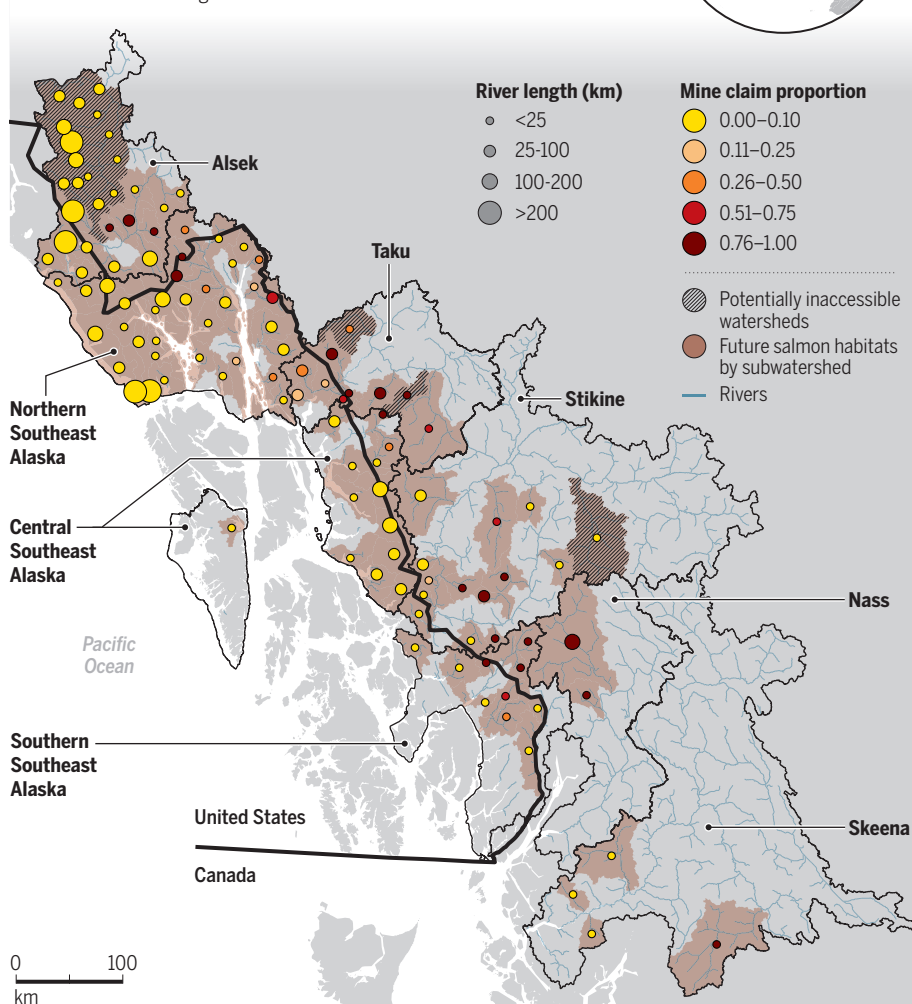 River length (km)
<25
25-100
100-200
>200
Mine claim proportion
0.00–0.10
0.11–0.25
0.26–0.50
0.51–0.75
0.76–1.00
Potentially inaccessible
watersheds
Future salmon habitats
by subwatershed
Rivers
Alsek
Taku
Stikine
Northern
Southeast
Alaska
Central
Southeast
Alaska
Nass
Pacific
Ocean
Southern
Southeast
Alaska
United States
Canada
Skeena
0 100
km